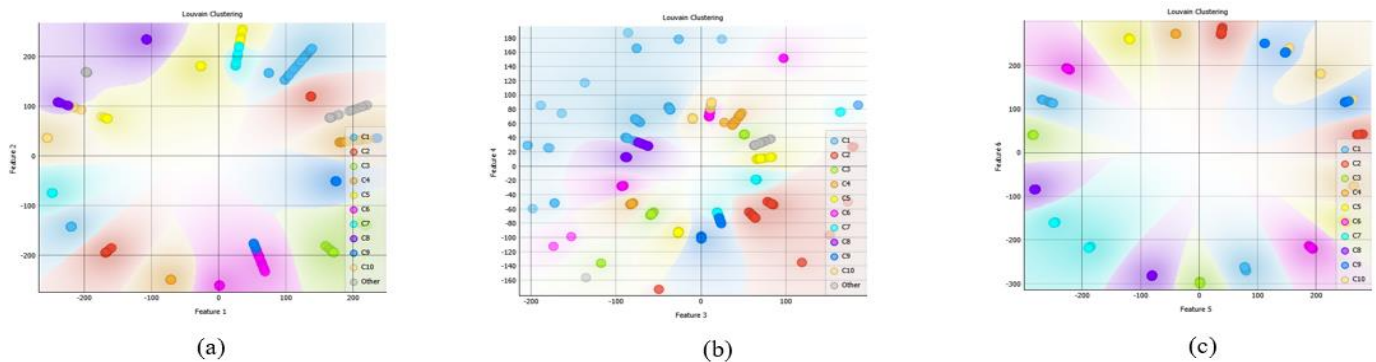 Louvain Clustering
Feature 2
200
100
0
-100
-200
-200
-100
0
100
200
Feature 1
C1
C2
C3
C4
C5
C6
C7
C8
C9
C10
Other
(a)
Louvain Clustering
Feature 4
180
160
140
120
100
80
60
40
20
0
-20
-40
-60
-80
-100
-120
-140
-160
-200
-100
0
100
Feature 3
C1
C2
C3
C4
C5
C6
C7
C8
C9
C10
Other
(b)
Louvain Clustering
Feature 6
300
200
100
0
-100
-200
-300
-200
-100
0
100
200
Feature 5
C1
C2
C3
C4
C5
C6
C7
C8
C9
C10
(c)